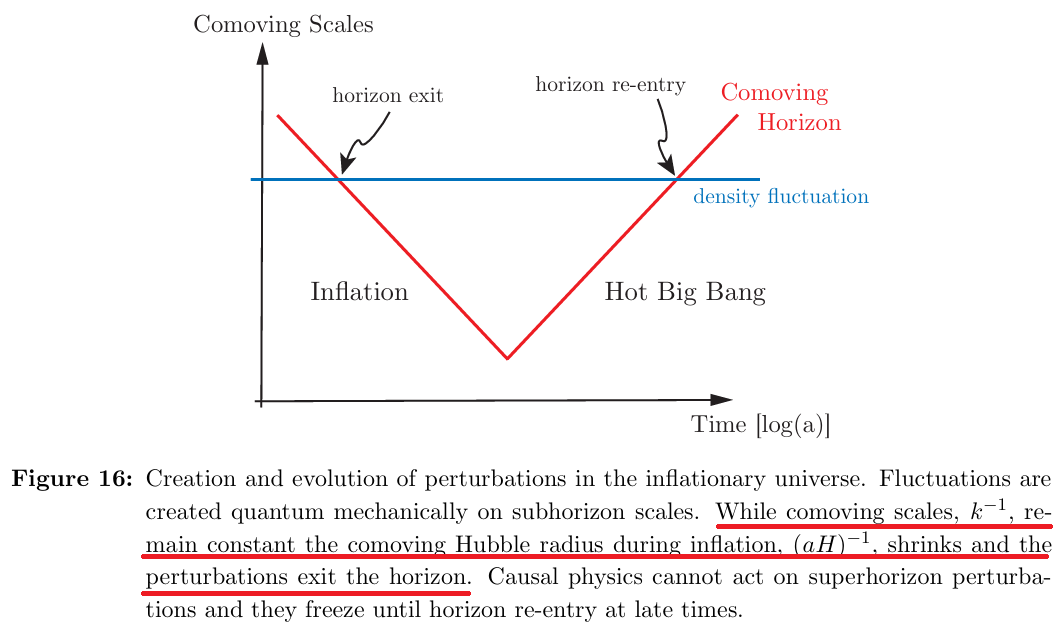 Comoving Scales
horizon exit
horizon re-entry
Comoving
Horizon
density fluctuation
Inflation
Hot Big Bang
Time [log(a)]
Figure 16: Creation and evolution of perturbations in the inflationary universe. Fluctuations are
created quantum mechanically on subhorizon scales. While comoving scales, k⁻¹, re-
main constant the comoving Hubble radius during inflation, (aH)⁻¹, shrinks and the
perturbations exit the horizon. Causal physics cannot act on superhorizon perturba-
tions and they freeze until horizon re-entry at late times.